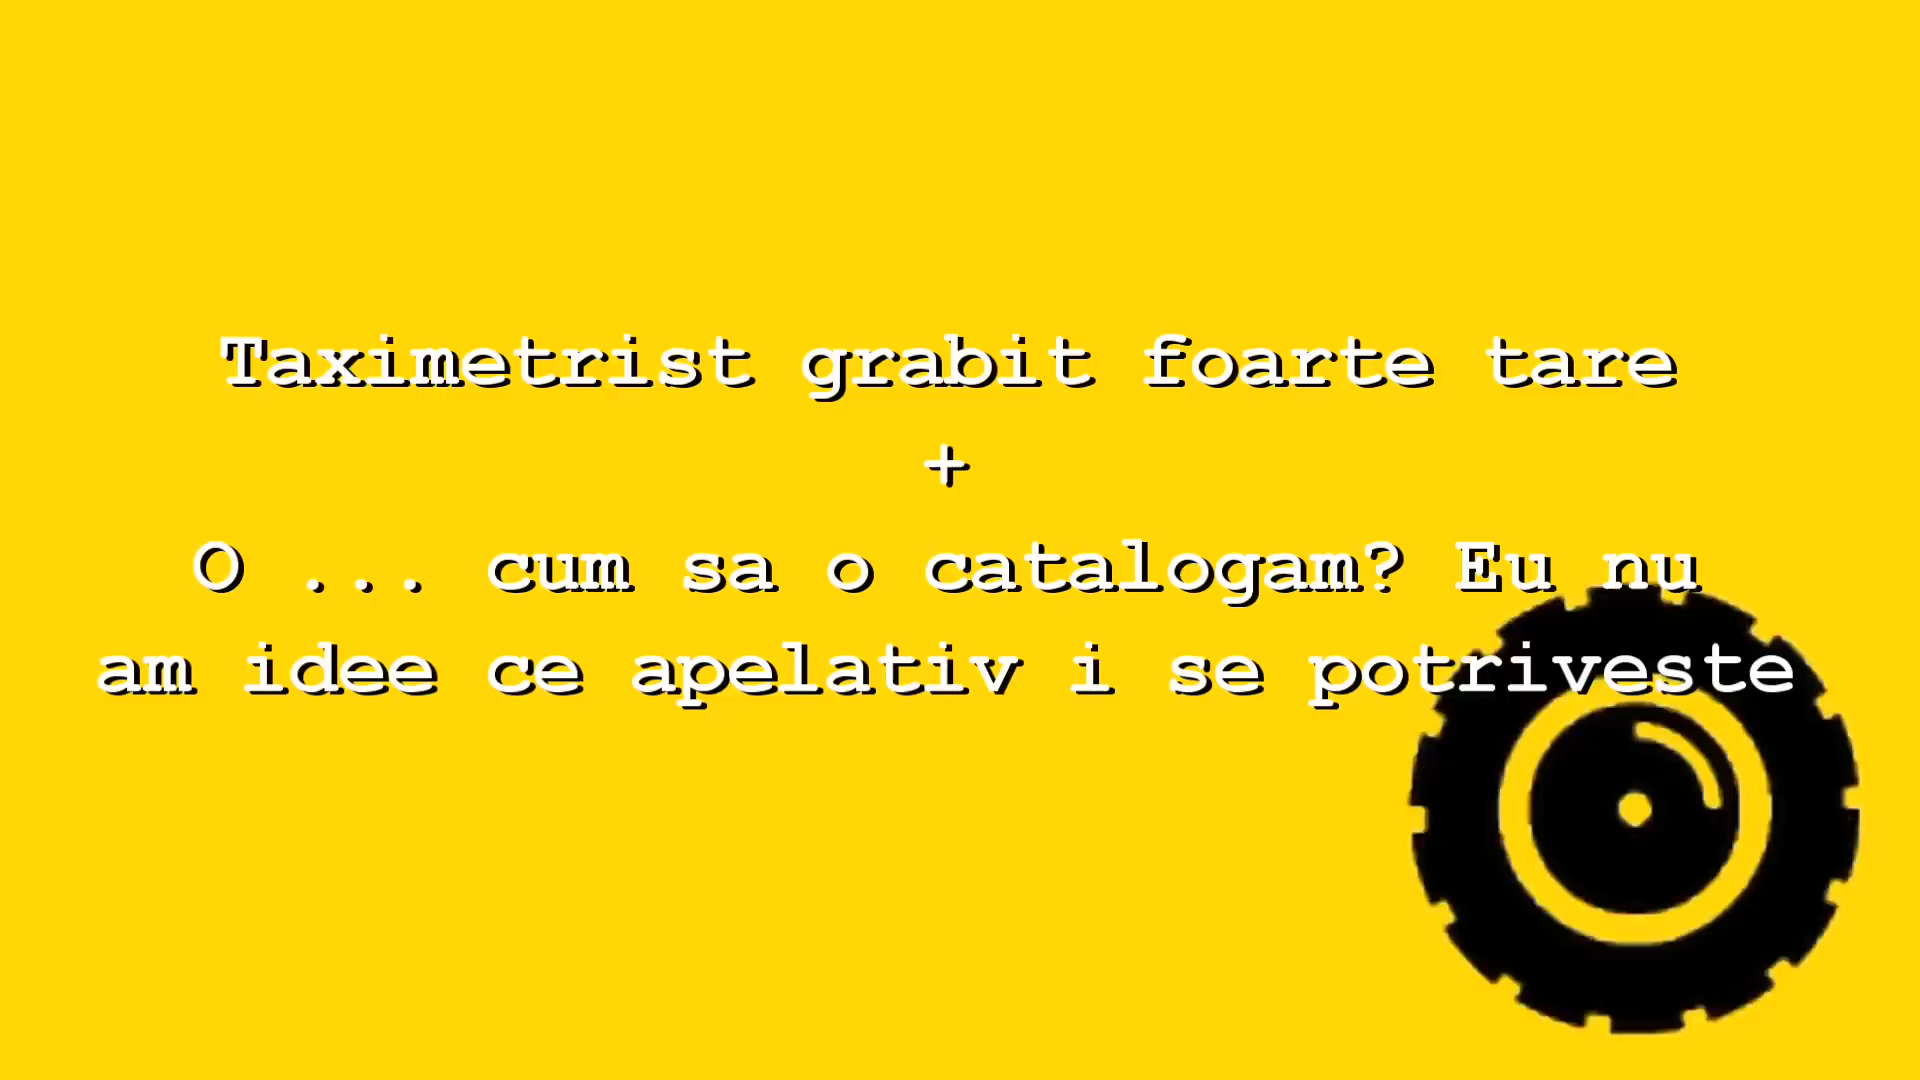 Taximetrist grabit foarte tare
+
O ... cum sa o catalogam? Eu nu
am idee ce apelativ i se potriveste